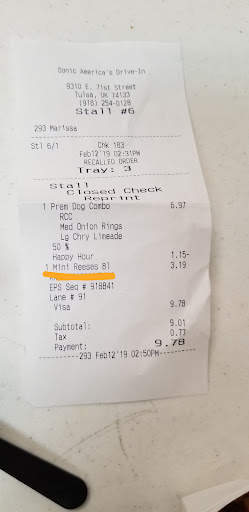 Sonic America's Drive-In
9310 E. 71st Street
Tulsa, OK 74133
(918) 254-0128
Stall #6
293 Marissa
Stl 6/1 Chk 183
Feb12'19 02:31PM
RECALLED ORDER
Tray: 3
Stall
Closed Check
Reprint
1 Prem Dog Combo 6.97
RCC
Med Onion Rings
Lg Chry Limeade
50 %
Happy Hour 1.15-
1 Mini Reeses Bl 3.19
EPS Seq # 918841
Lane # 91
Visa 9.78
Subtotal: 9.01
Tax 0.77
Payment: 9.78
-----293 Feb12'19 02:50PM-----